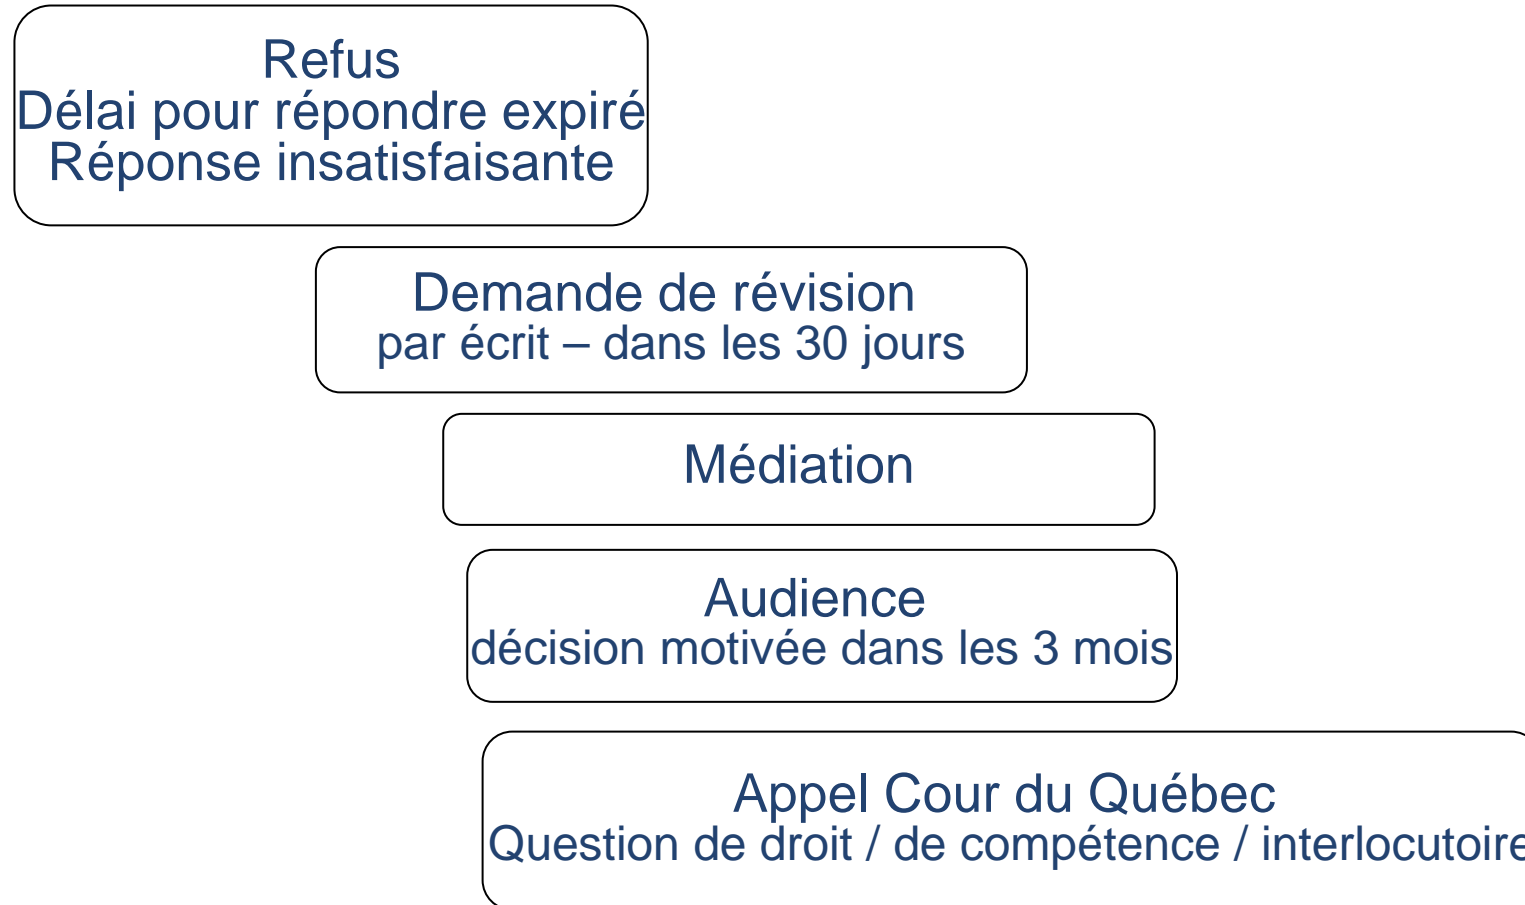 Refus
Délai pour répondre expiré
Réponse insatisfaisante
Demande de révision
par écrit – dans les 30 jours
Médiation
Audience
décision motivée dans les 3 mois
Appel Cour du Québec
Question de droit / de compétence / interlocutoire